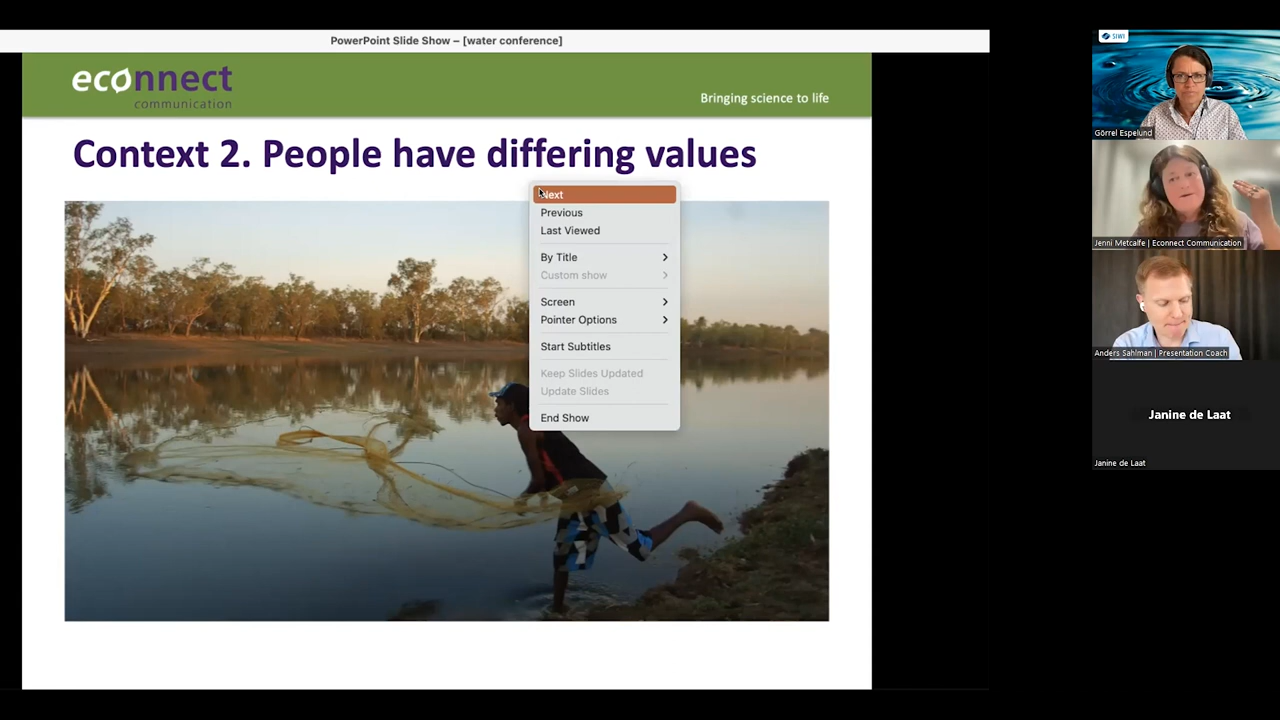 PowerPoint Slide Show – [water conference]
econnect
communication
Bringing science to life
Context 2. People have differing values
Next
Previous
Last Viewed
By Title
Custom show
Screen
Pointer Options
Start Subtitles
Keep Slides Updated
Update Slides
End Show
SIWI
Görrel Espelund
Jenni Metcalfe | Econnect Communication
Anders Sahlman | Presentation Coach
Janine de Laat
Janine de Laat